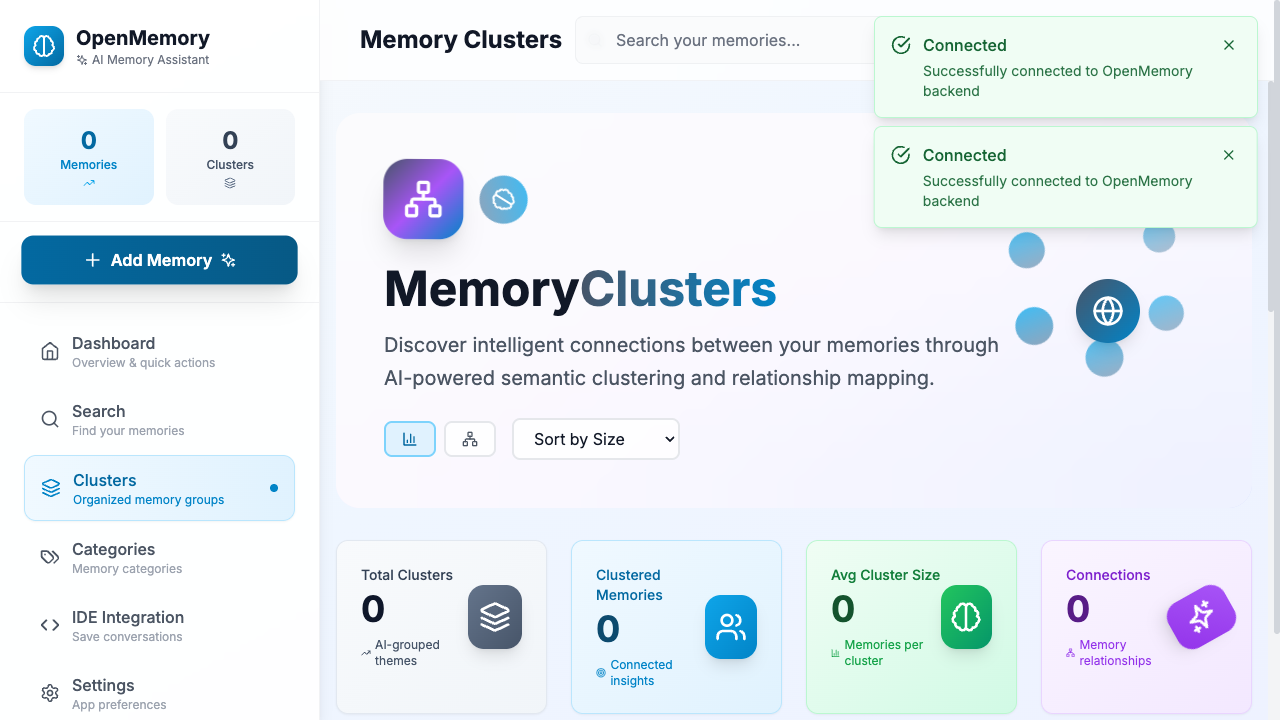 OpenMemory
AI Memory Assistant
0
Memories
0
Clusters
Add Memory
Dashboard
Overview & quick actions
Search
Find your memories
Clusters
Organized memory groups
Categories
Memory categories
IDE Integration
Save conversations
Settings
App preferences
Memory Clusters
Search your memories...
Connected
Successfully connected to OpenMemory
backend
Connected
Successfully connected to OpenMemory
backend
MemoryClusters
Discover intelligent connections between your memories through
AI-powered semantic clustering and relationship mapping.
Sort by Size
Total Clusters
0
AI-grouped
themes
Clustered
Memories
0
Connected
insights
Avg Cluster Size
0
Memories per
cluster
Connections
0
Memory
relationships